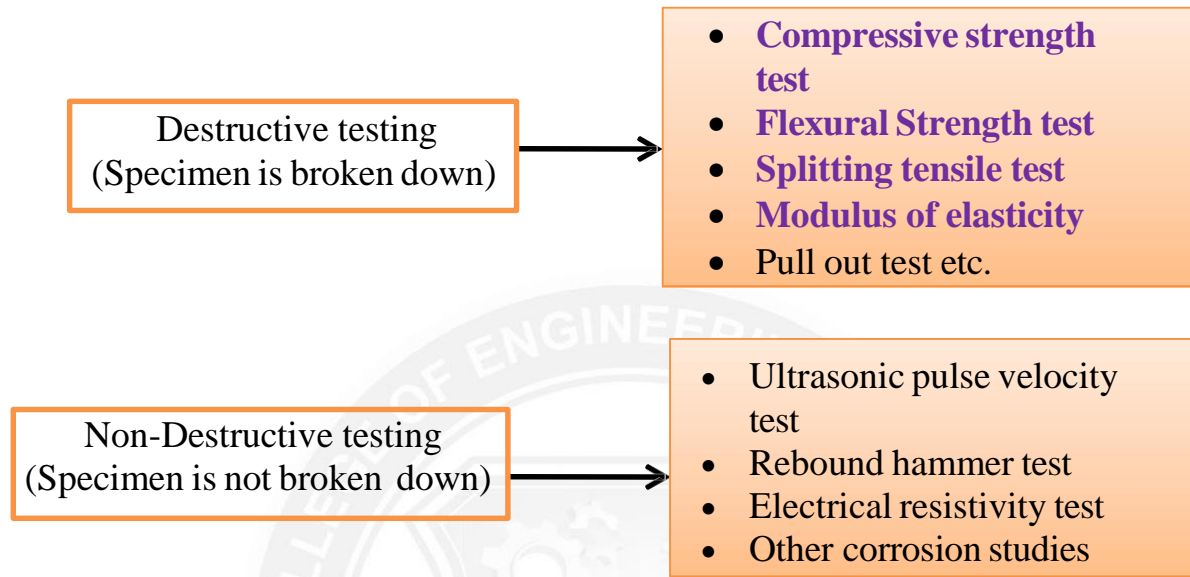 Destructive testing
(Specimen is broken down)
• Compressive strength
test
• Flexural Strength test
• Splitting tensile test
• Modulus of elasticity
• Pull out test etc.
Non-Destructive testing
(Specimen is not broken down)
• Ultrasonic pulse velocity
test
• Rebound hammer test
• Electrical resistivity test
• Other corrosion studies
OF ENGINEERI